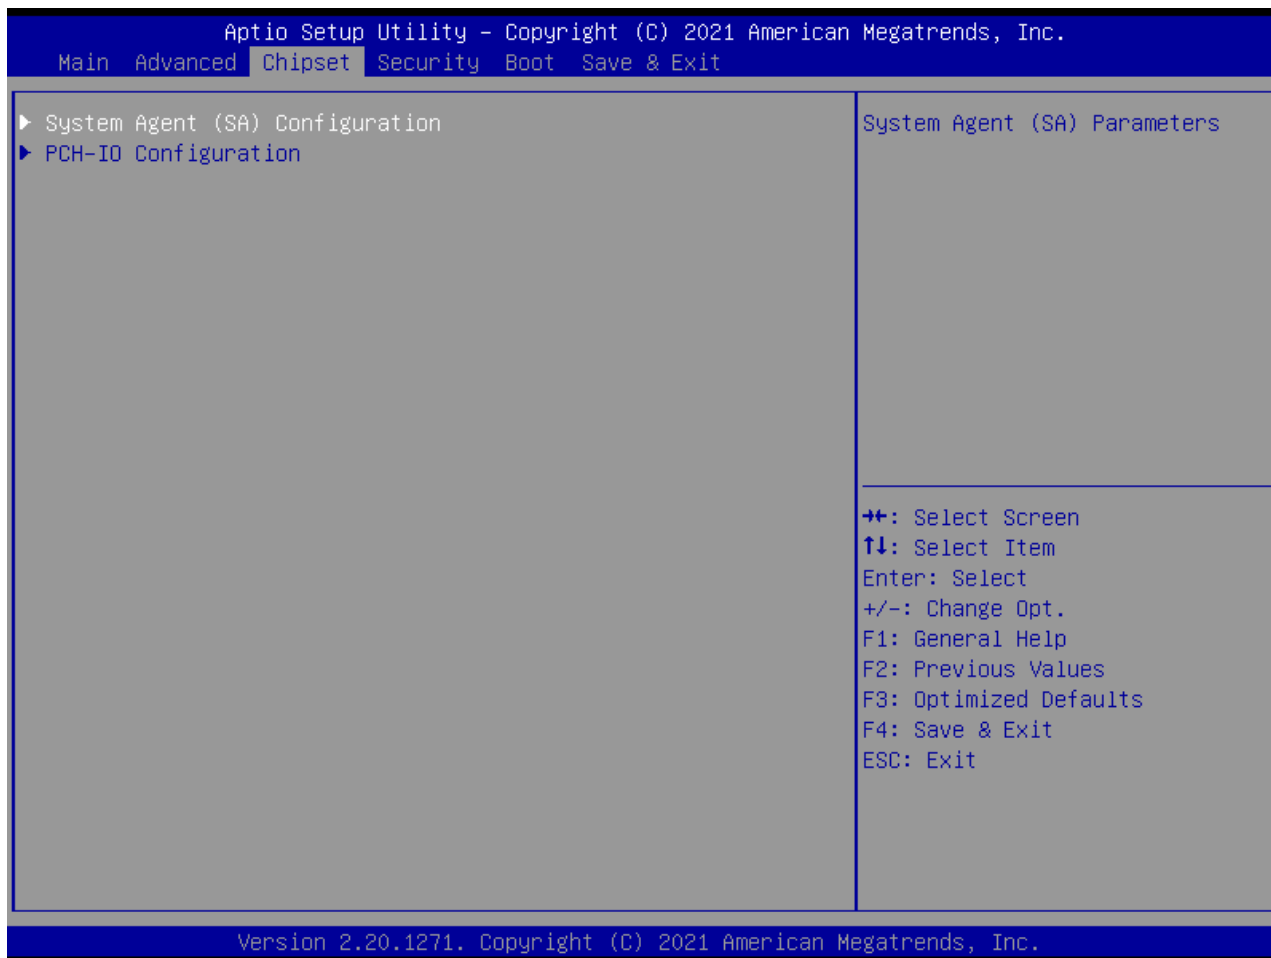 Aptio Setup Utility – Copyright (C) 2021 American Megatrends, Inc.
Main Advanced Chipset Security Boot Save & Exit
System Agent (SA) Configuration
PCH-IO Configuration
System Agent (SA) Parameters
→←: Select Screen
↑↓: Select Item
Enter: Select
+/-: Change Opt.
F1: General Help
F2: Previous Values
F3: Optimized Defaults
F4: Save & Exit
ESC: Exit
Version 2.20.1271. Copyright (C) 2021 American Megatrends, Inc.